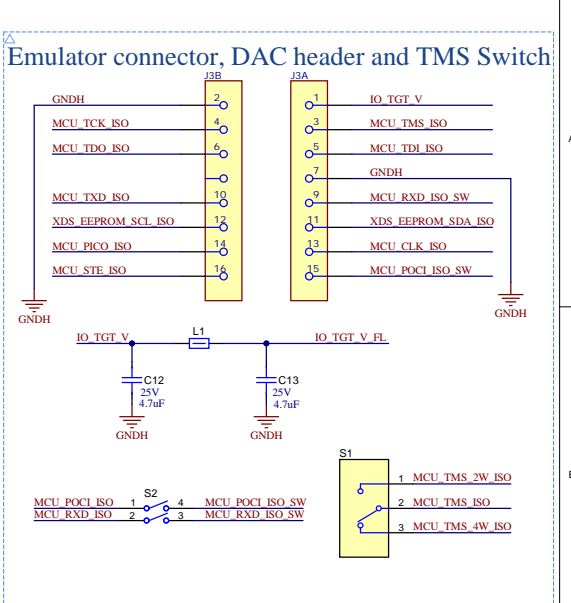 Emulator connector, DAC header and TMS Switch
J3B J3A
GNDH 2 1 IO_TGT_V
MCU_TCK_ISO 4 3 MCU_TMS_ISO
MCU_TDO_ISO 6 5 MCU_TDI_ISO
7 GNDH
MCU_TXD_ISO 10 9 MCU_RXD_ISO_SW
XDS_EEPROM_SCL_ISO 12 11 XDS_EEPROM_SDA_ISO
MCU_PICO_ISO 14 13 MCU_CLK_ISO
MCU_STE_ISO 16 15 MCU_POCI_ISO_SW
GNDH GNDH
IO_TGT_V L1 IO_TGT_V_FL
C12 C13
25V 25V
4.7uF 4.7uF
GNDH GNDH
S1
1 MCU_TMS_2W_ISO
2 MCU_TMS_ISO
3 MCU_TMS_4W_ISO
S2
MCU_POCI_ISO 1 4 MCU_POCI_ISO_SW
MCU_RXD_ISO 2 3 MCU_RXD_ISO_SW